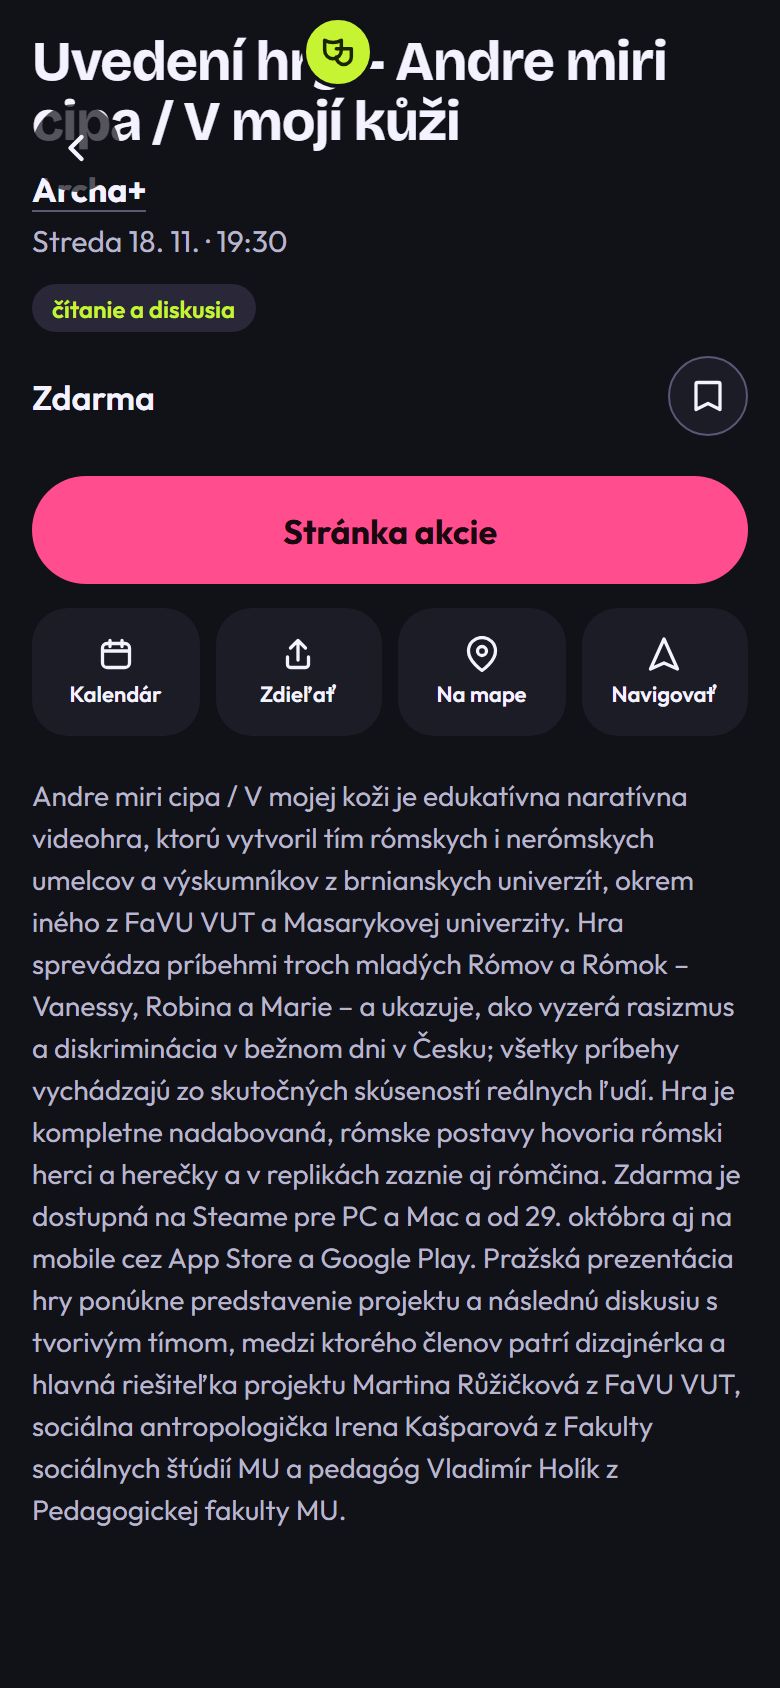 Uvedení hry - Andre miri
cipa / V mojí kůži
Archa+
Streda 18. 11. · 19:30
čítanie a diskusia
Zdarma
Stránka akcie
Kalendár
Zdieľať
Na mape
Navigovať
Andre miri cipa / V mojej koži je edukatívna naratívna
videohra, ktorú vytvoril tím rómskych i nerómskych
umelcov a výskumníkov z brnianskych univerzít, okrem
iného z FaVU VUT a Masarykovej univerzity. Hra
sprevádza príbehmi troch mladých Rómov a Rómok –
Vanessy, Robina a Marie – a ukazuje, ako vyzerá rasizmus
a diskriminácia v bežnom dni v Česku; všetky príbehy
vychádzajú zo skutočných skúseností reálnych ľudí. Hra je
kompletne nadabovaná, rómske postavy hovoria rómski
herci a herečky a v replikách zaznie aj rómčina. Zdarma je
dostupná na Steame pre PC a Mac a od 29. októbra aj na
mobile cez App Store a Google Play. Pražská prezentácia
hry ponúkne predstavenie projektu a následnú diskusiu s
tvorivým tímom, medzi ktorého členov patrí dizajnérka a
hlavná riešiteľka projektu Martina Růžičková z FaVU VUT,
sociálna antropologička Irena Kašparová z Fakulty
sociálnych štúdií MU a pedagóg Vladimír Holík z
Pedagogickej fakulty MU.